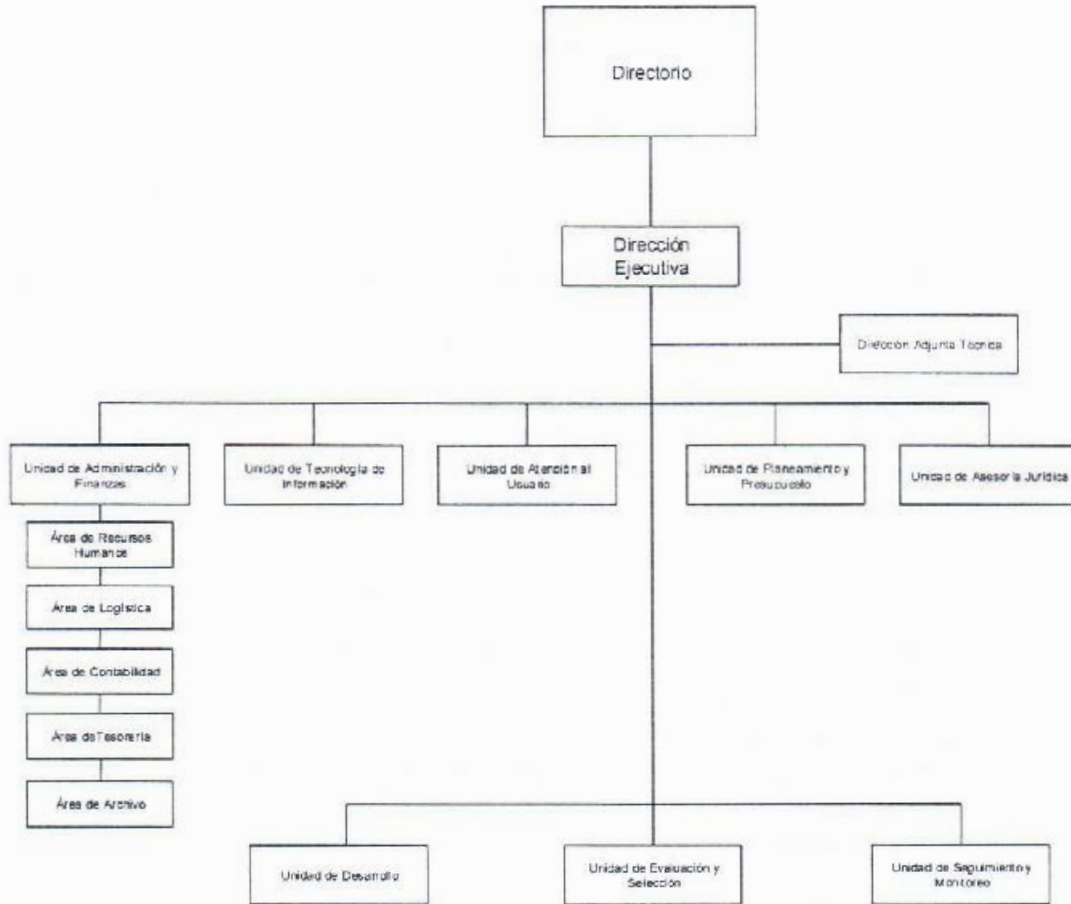 Directorio
Dirección
Ejecutiva
Dirección Adjunta Técnica
Unidad de Administración y
Finanzas
Unidad de Tecnología de
Información
Unidad de Atención al
Usuario
Unidad de Planeamiento y
Presupuesto
Unidad de Asesoría Jurídica
Área de Recursos
Humanos
Área de Logística
Área de Contabilidad
Área deTesorería
Área de Archivo
Unidad de Desarrollo
Unidad de Evaluación y
Selección
Unidad de Seguimiento y
Monitoreo